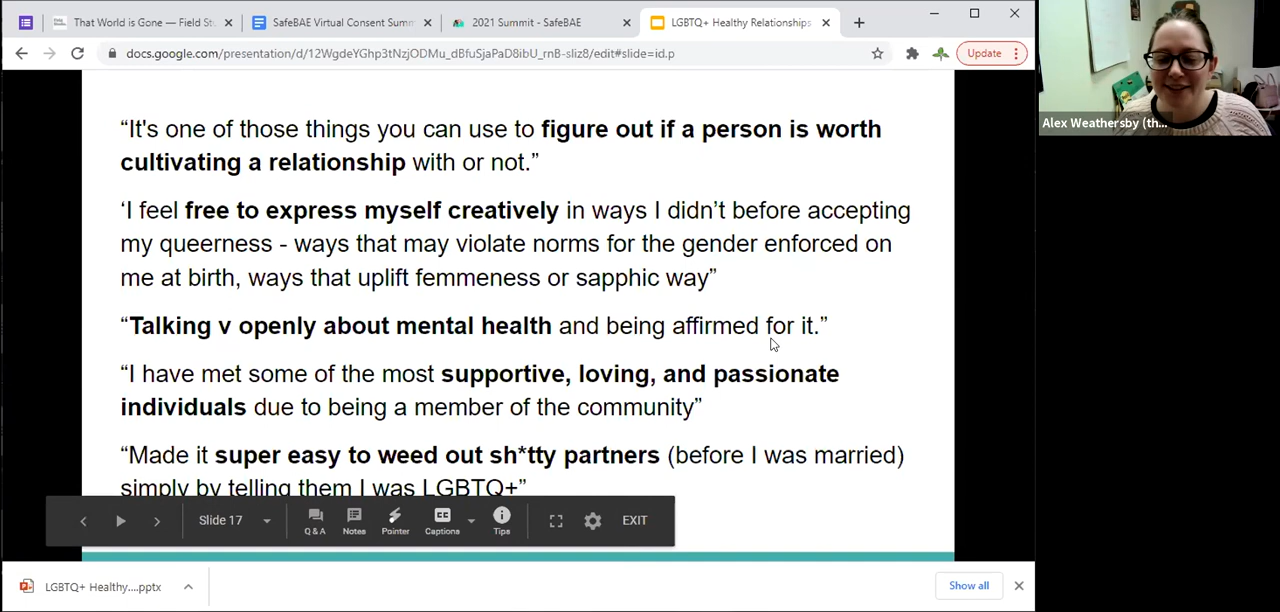 That World is Gone — Field St
SafeBAE Virtual Consent Summ
2021 Summit - SafeBAE
LGBTQ+ Healthy Relationships
docs.google.com/presentation/d/12WgdeYGhp3tNzjODMu_dBfuSjaPaD8ibU_rnB-sliz8/edit#slide=id.p
Update
“It's one of those things you can use to figure out if a person is worth
cultivating a relationship with or not.”
‘I feel free to express myself creatively in ways I didn’t before accepting
my queerness - ways that may violate norms for the gender enforced on
me at birth, ways that uplift femmeness or sapphic way”
“Talking v openly about mental health and being affirmed for it.”
“I have met some of the most supportive, loving, and passionate
individuals due to being a member of the community”
“Made it super easy to weed out sh*tty partners (before I was married)
simply by telling them I was LGBTQ+”
Slide 17
Q & A
Notes
Pointer
Captions
Tips
EXIT
LGBTQ+ Healthy....pptx
Show all
Alex Weathersby (th...